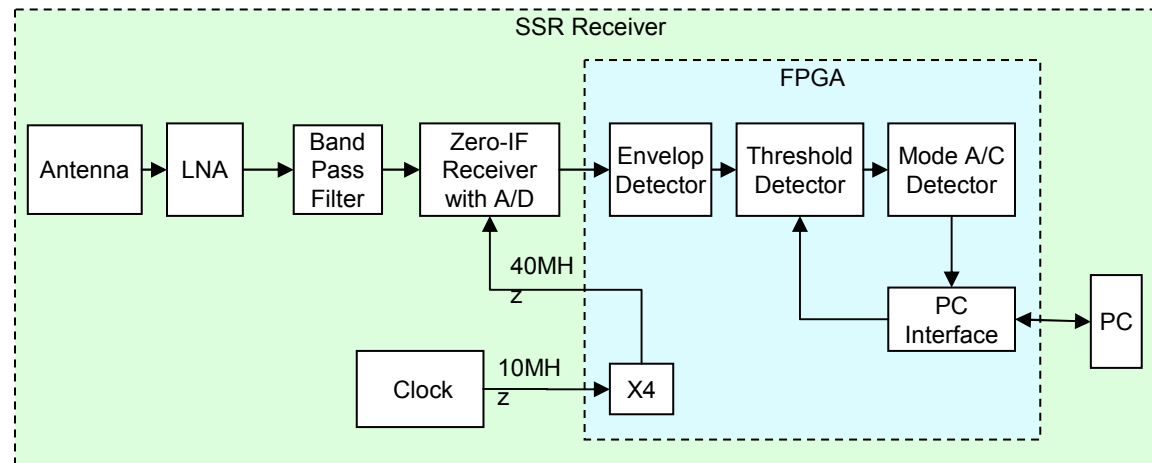 SSR Receiver
FPGA
Antenna
LNA
Band
Pass
Filter
Zero-IF
Receiver
with A/D
Envelop
Detector
Threshold
Detector
Mode A/C
Detector
40MH
z
PC
Interface
PC
Clock
10MH
z
X4